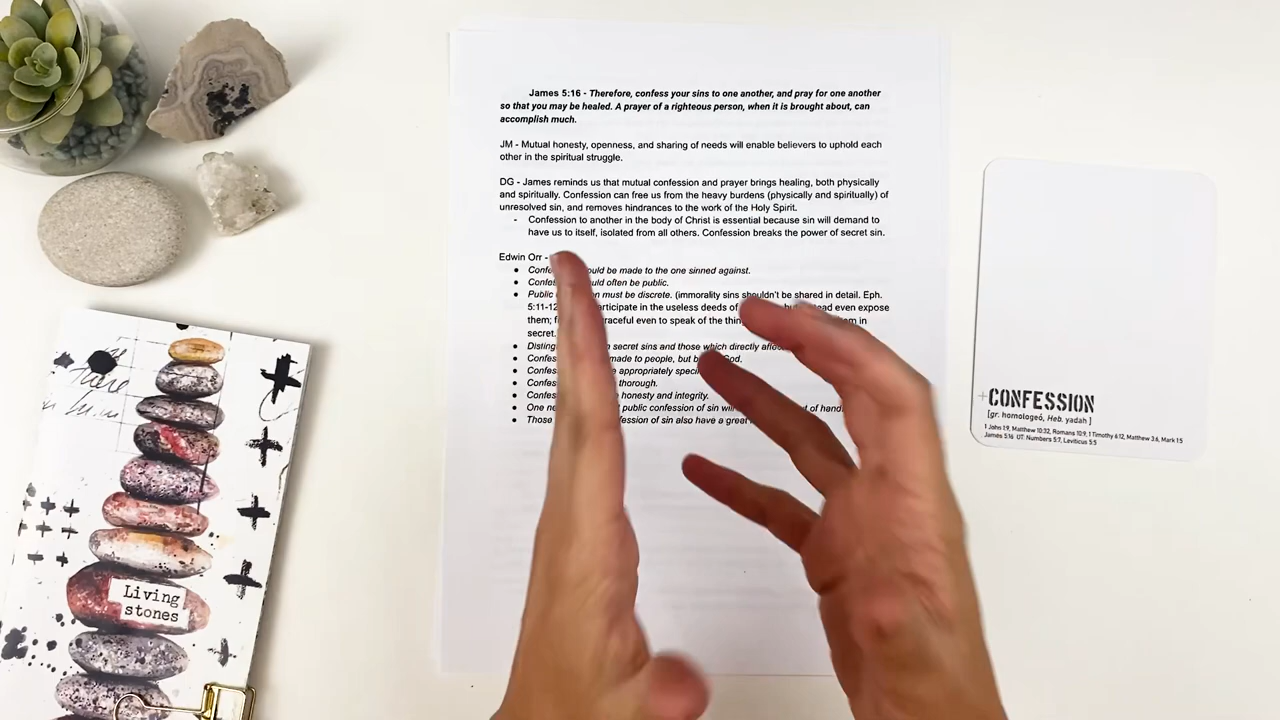 James 5:16 - Therefore, confess your sins to one another, and pray for one another
so that you may be healed. A prayer of a righteous person, when it is brought about, can
accomplish much.
JM - Mutual honesty, openness, and sharing of needs will enable believers to uphold each
other in the spiritual struggle.
DG - James reminds us that mutual confession and prayer brings healing, both physically
and spiritually. Confession can free us from the heavy burdens (physically and spiritually) of
unresolved sin, and removes hindrances to the work of the Holy Spirit.
- Confession to another in the body of Christ is essential because sin will demand to
have us to itself, isolated from all others. Confession breaks the power of secret sin.
Edwin Orr -
● should be made to the one sinned against.
● should often be public.
● Public must be discrete. (immorality sins shouldn't be shared in detail. Eph.
participate in the useless deeds of even expose
them; to speak of the in
secret.
● secret sins and those which directly
● made to people, but God.
● appropriately
● thorough.
● honesty and integrity.
● One public confession of sin of
● Those of sin also have a great
CONFESSION
[gr. homologeó, Heb. yadah ]
1 John 1:9, Matthew 10:32, Romans 10:9, 1 Timothy 6:12, Matthew 3:6, Mark 1:5
James 5:16 OT: Numbers 5:7, Leviticus 5:5
Living
stones